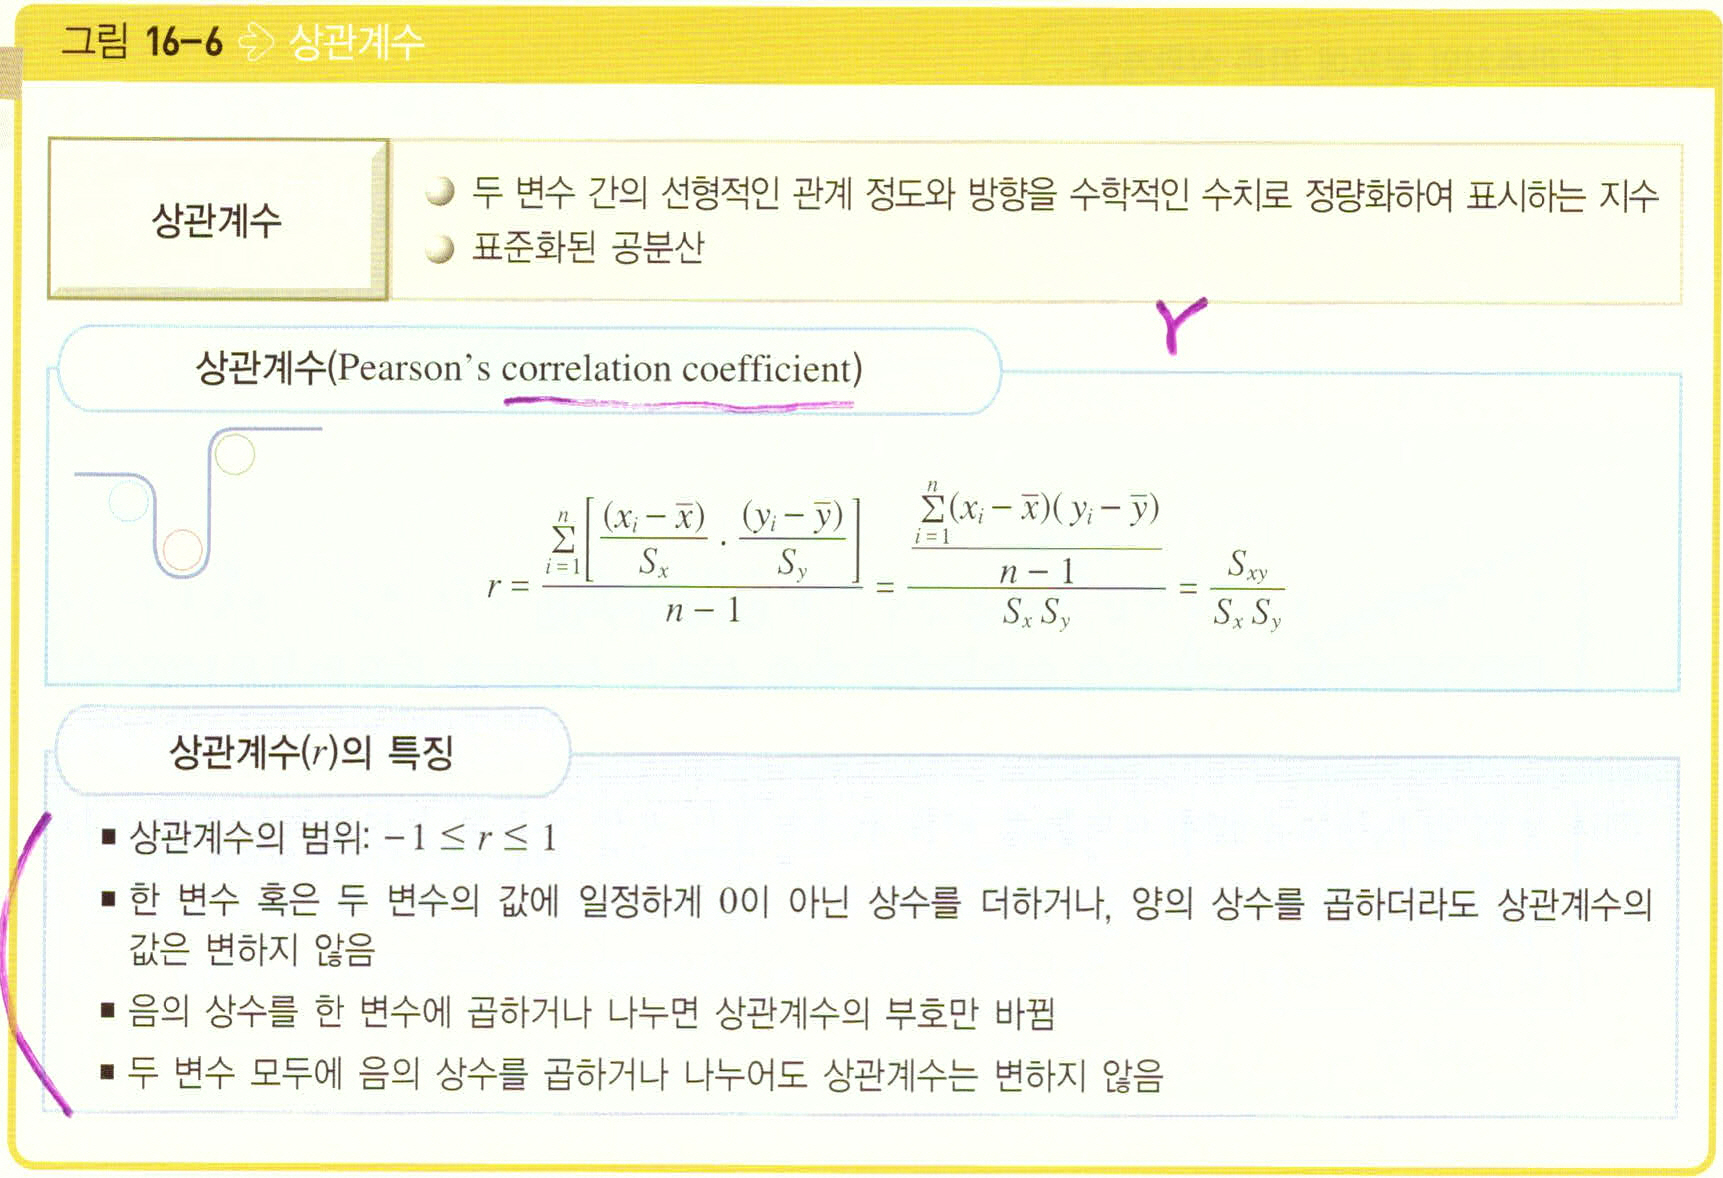 그림 16-6 상관계수
상관계수
두 변수 간의 선형적인 관계 정도와 방향을 수학적인 수치로 정량화하여 표시하는 지수
표준화된 공분산
r
상관계수(Pearson's correlation coefficient)
r = \frac{\sum_{i=1}^{n}\left[\frac{(x_i-\bar{x})}{S_x} \cdot \frac{(y_i-\bar{y})}{S_y}\right]}{n-1} = \frac{\frac{\sum_{i=1}^{n}(x_i-\bar{x})(y_i-\bar{y})}{n-1}}{S_x S_y} = \frac{S_{xy}}{S_x S_y}
상관계수(r)의 특징
■ 상관계수의 범위: -1 ≤ r ≤ 1
■ 한 변수 혹은 두 변수의 값에 일정하게 0이 아닌 상수를 더하거나, 양의 상수를 곱하더라도 상관계수의
값은 변하지 않음
■ 음의 상수를 한 변수에 곱하거나 나누면 상관계수의 부호만 바뀜
■ 두 변수 모두에 음의 상수를 곱하거나 나누어도 상관계수는 변하지 않음